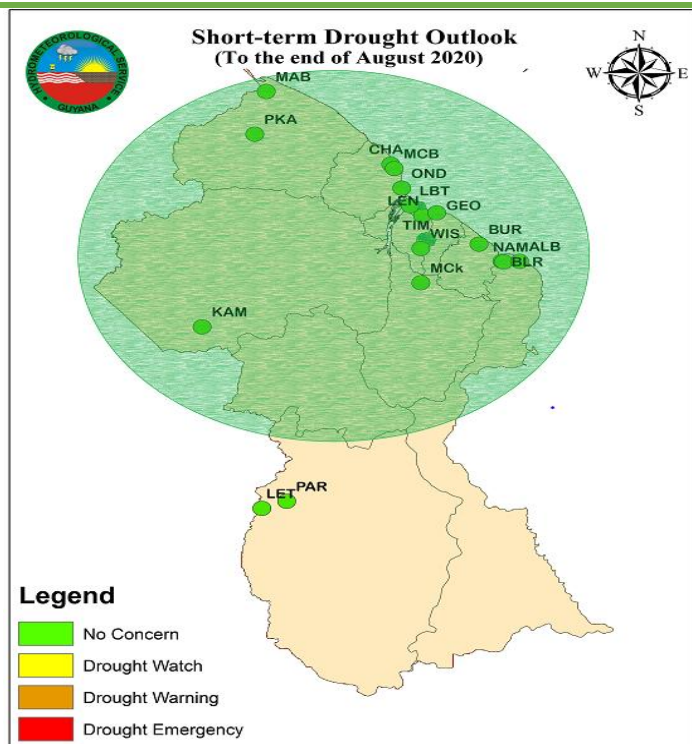 Short-term Drought Outlook
(To the end of August 2020)
HYDROMETEOROLOGICAL SERVICE
GUYANA
N
W E
S
MAB
PKA
CHA MCB
OND
LEN LBT
GEO
TIM WIS
BUR
NAM ALB
BLR
MCk
KAM
LET PAR
Legend
No Concern
Drought Watch
Drought Warning
Drought Emergency